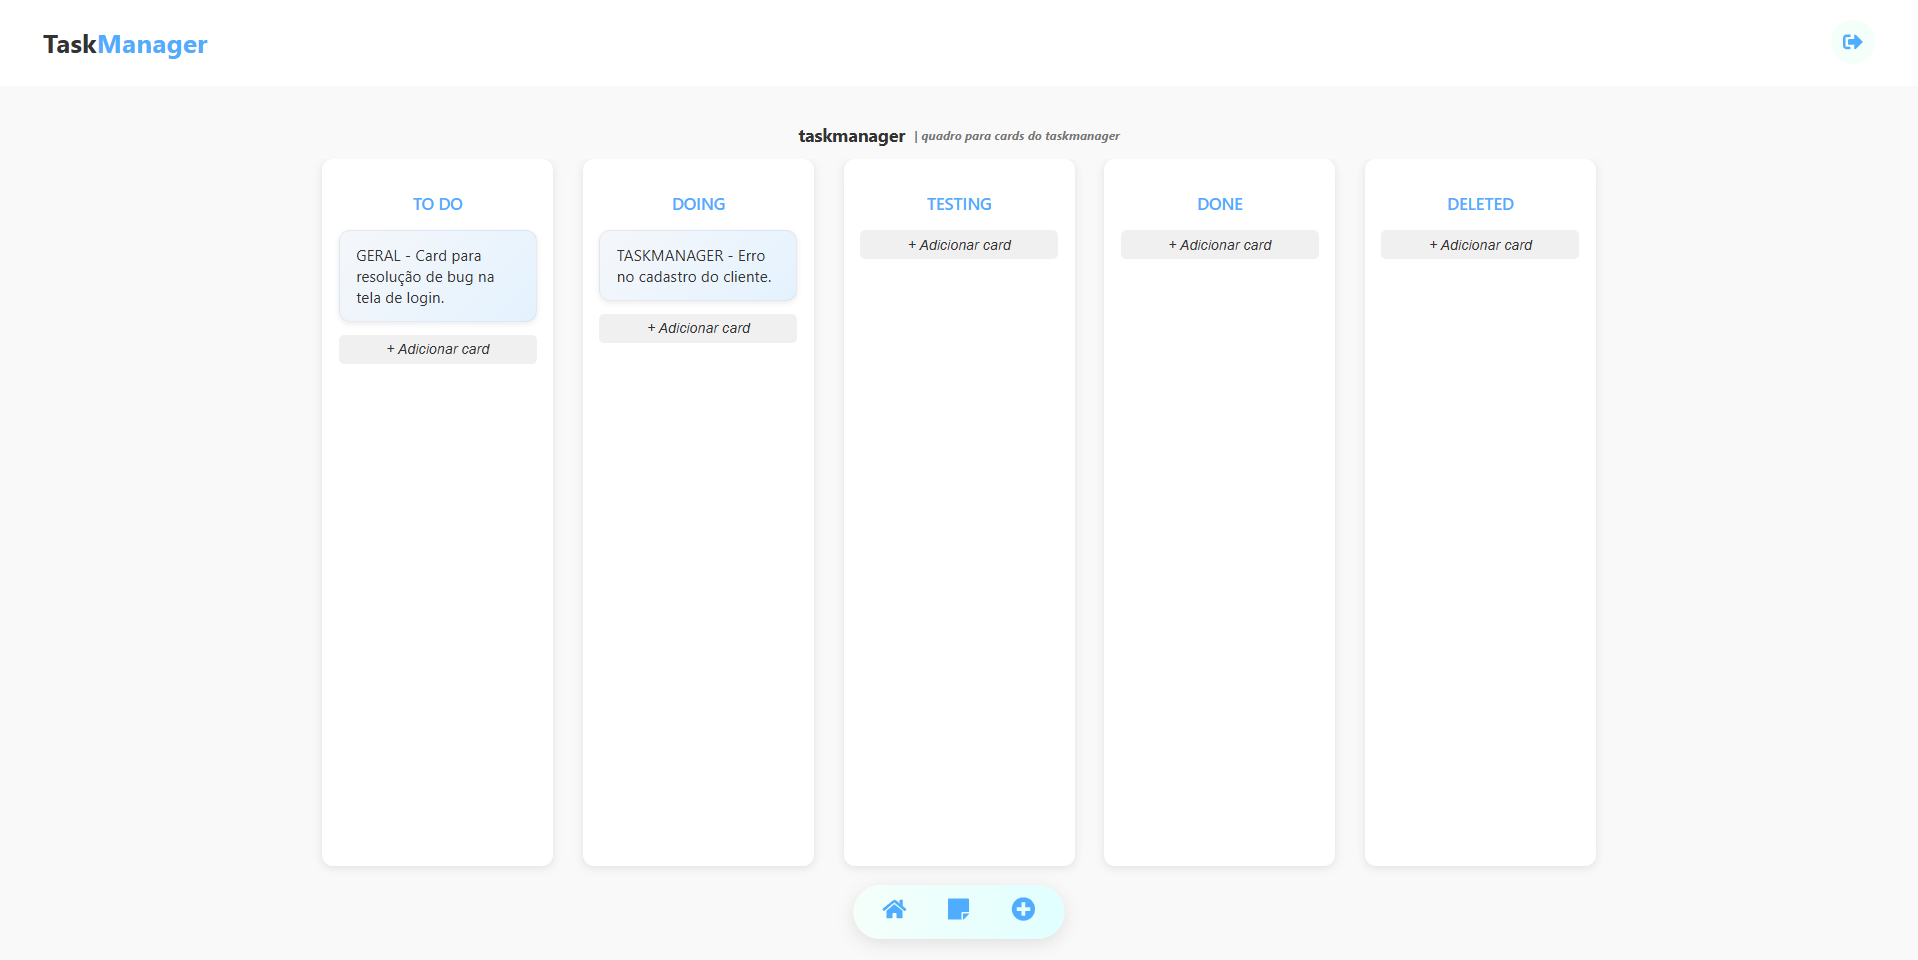 TaskManager
taskmanager | quadro para cards do taskmanager
TO DO
GERAL - Card para
resolução de bug na
tela de login.
+ Adicionar card
DOING
TASKMANAGER - Erro
no cadastro do cliente.
+ Adicionar card
TESTING
+ Adicionar card
DONE
+ Adicionar card
DELETED
+ Adicionar card